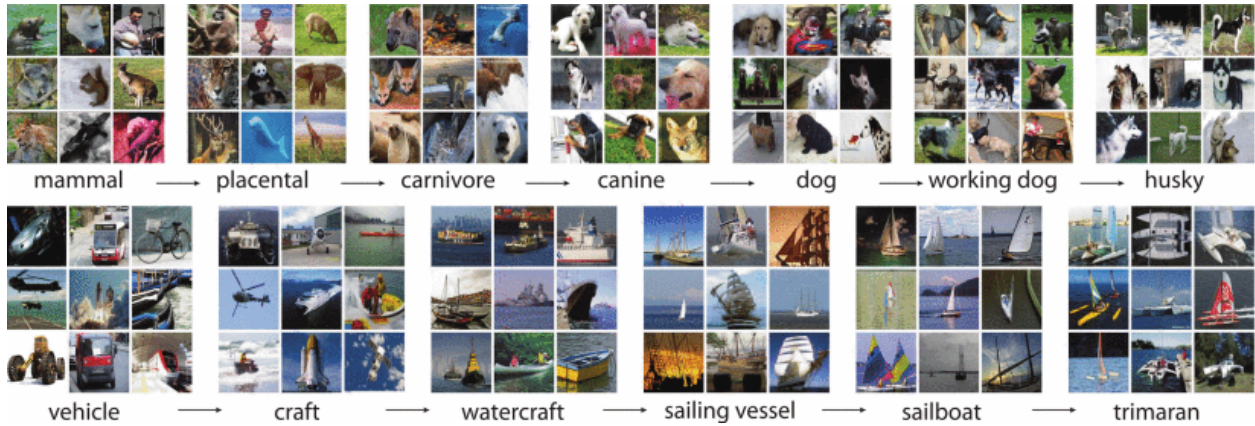 mammal → placental → carnivore → canine → dog → working dog → husky
vehicle → craft → watercraft → sailing vessel → sailboat → trimaran